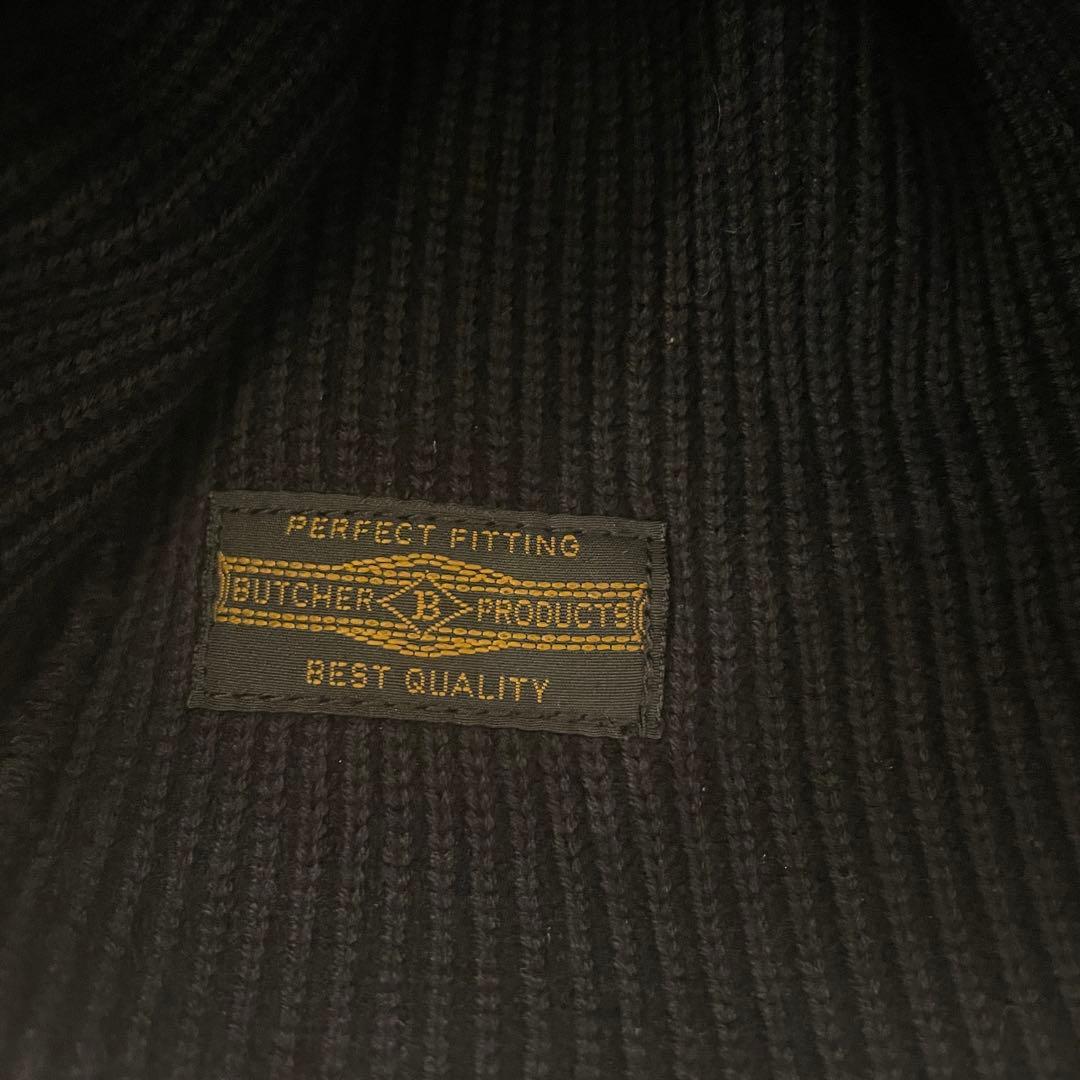 PERFECT FITTING
BUTCHER B PRODUCTS
BEST QUALITY